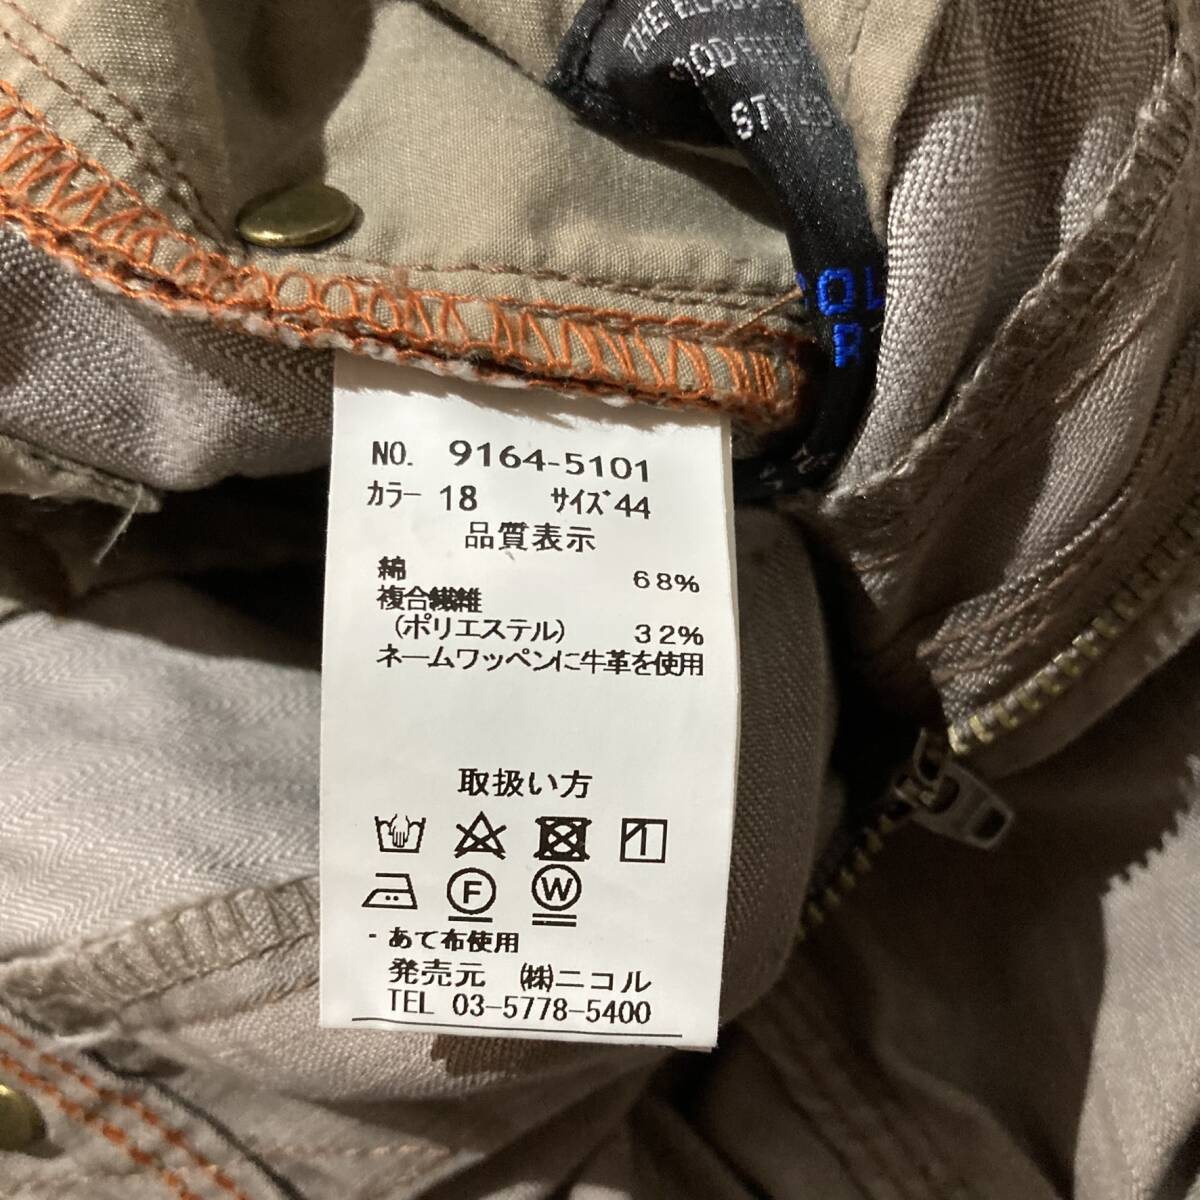 STYLE
NO. 9164-5101
カラー 18 サイズ 44
品質表示
綿 68%
複合繊維
(ポリエステル) 32%
ネームワッペンに牛革を使用
取扱い方
F W
・あて布使用
発売元 (株)ニコル
TEL 03-5778-5400